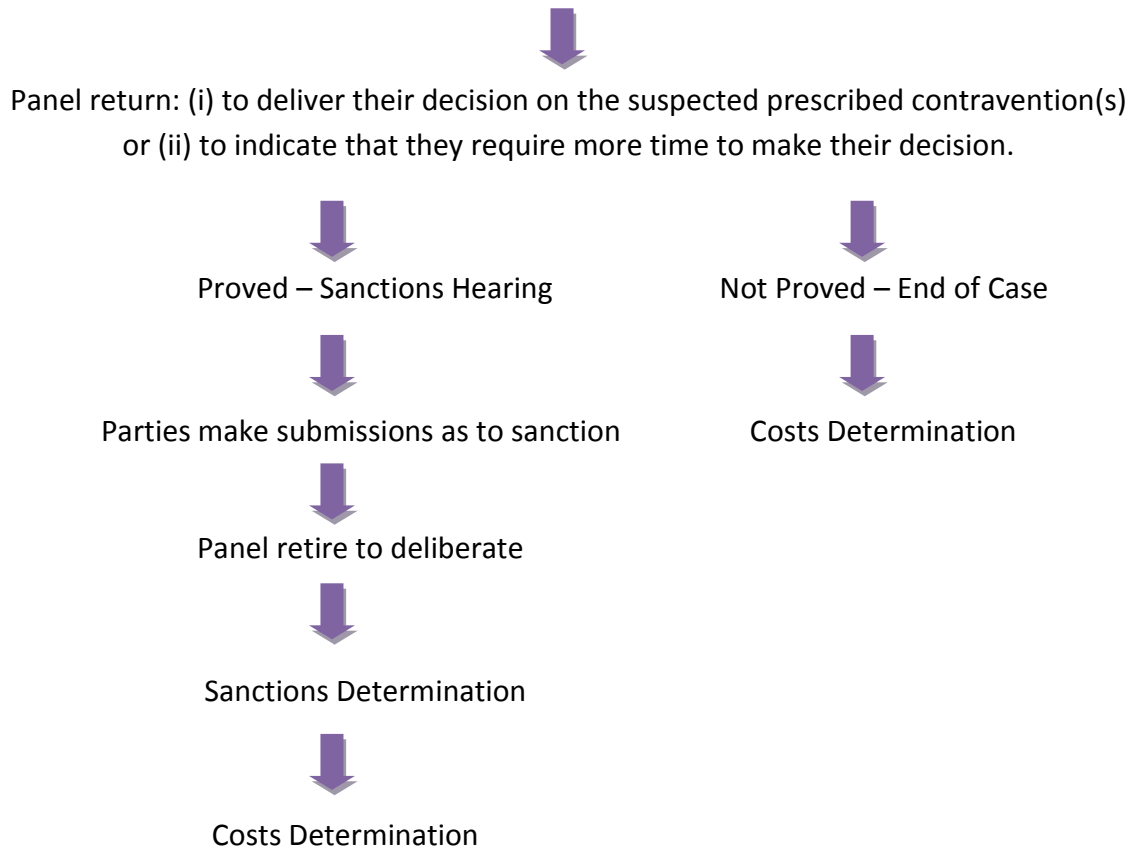 Panel return: (i) to deliver their decision on the suspected prescribed contravention(s)
or (ii) to indicate that they require more time to make their decision.
Proved – Sanctions Hearing
Not Proved – End of Case
Parties make submissions as to sanction
Costs Determination
Panel retire to deliberate
Sanctions Determination
Costs Determination